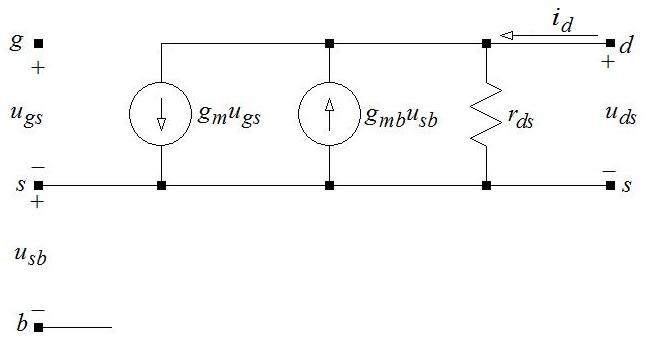 i_d
g d
+ +
u_gs g_m u_gs g_mb u_sb r_ds u_ds
− −
s s
+
u_sb
−
b